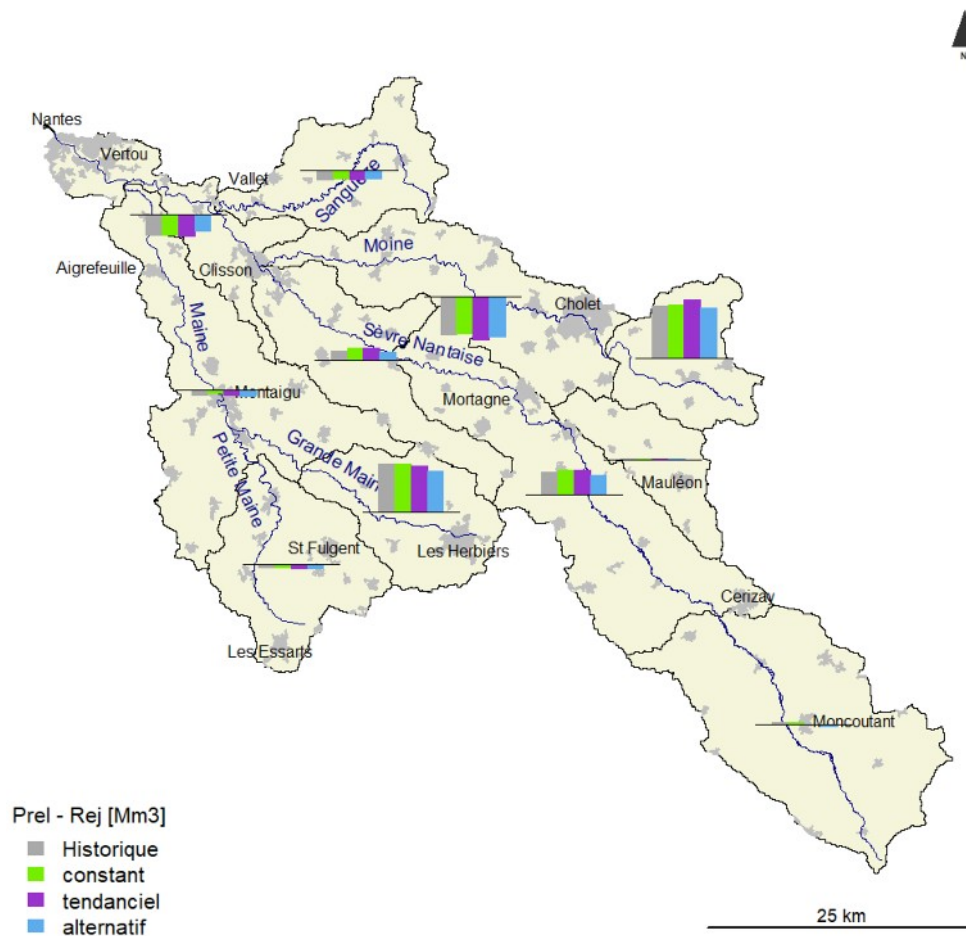 N
Nantes
Vertou
Vallet
Sanguèze
Moine
Aigrefeuille
Clisson
Cholet
Maine
Sèvre Nantaise
Montaigu
Mortagne
Grande Main
Petite Maine
Mauléon
St Fulgent
Les Herbiers
Cerizay
Les Essarts
Moncoutant
Prel - Rej [Mm3]
Historique
constant
tendanciel
alternatif
25 km